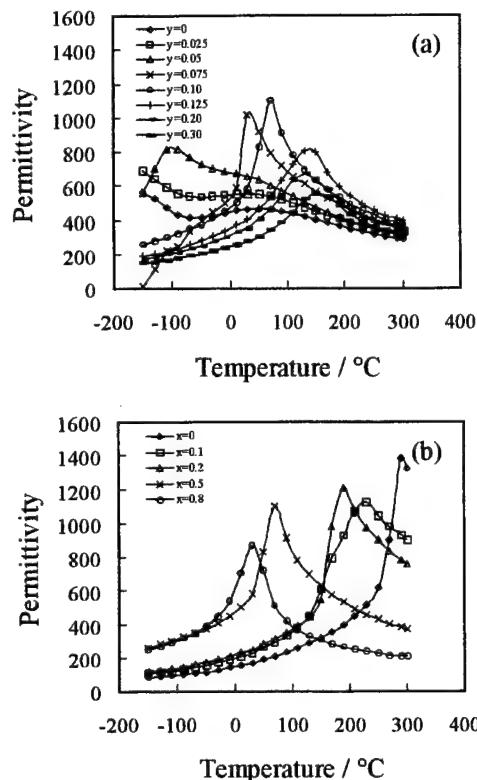 1600
1400
1200
1000
800
600
400
200
0
Permittivity
y=0
y=0.025
y=0.05
y=0.075
y=0.10
y=0.125
y=0.20
y=0.30
(a)
-200 -100 0 100 200 300 400
Temperature / °C
1600
1400
1200
1000
800
600
400
200
0
Permittivity
x=0
x=0.1
x=0.2
x=0.5
x=0.8
(b)
-200 -100 0 100 200 300 400
Temperature / °C